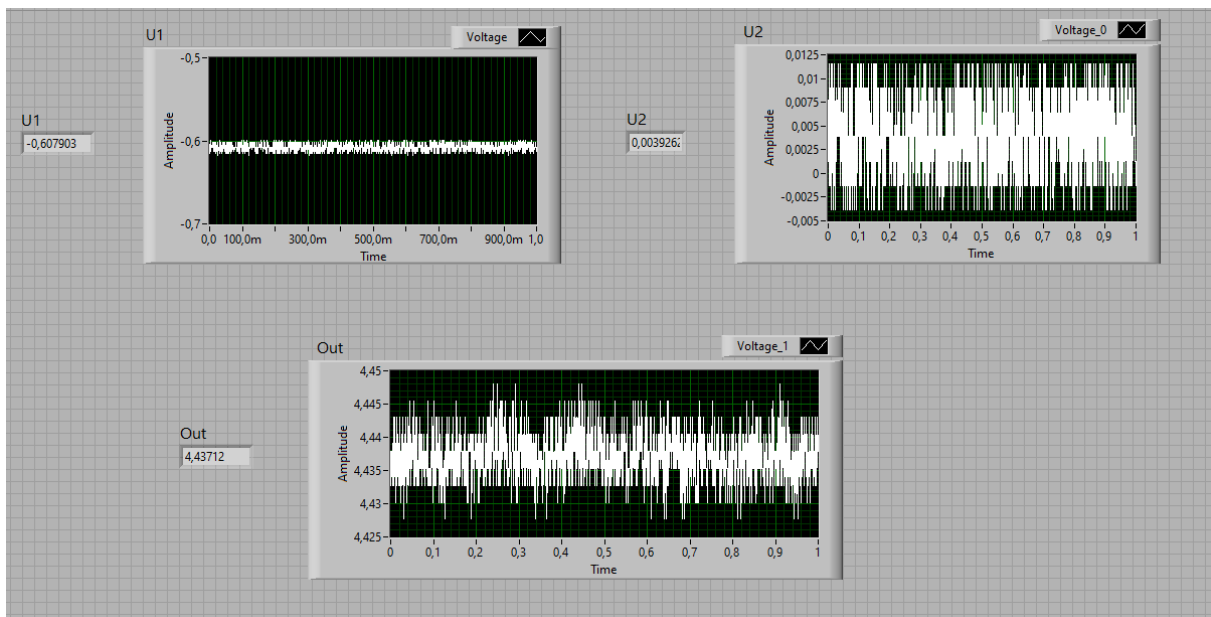 U1
Voltage
-0,5
-0,6
-0,7
Amplitude
0,0 100,0m 300,0m 500,0m 700,0m 900,0m 1,0
Time
U1
-0,607903
U2
Voltage_0
0,0125
0,01
0,0075
0,005
0,0025
0
-0,0025
-0,005
Amplitude
0 0,1 0,2 0,3 0,4 0,5 0,6 0,7 0,8 0,9 1
Time
U2
0,0039262
Out
Voltage_1
4,45
4,445
4,44
4,435
4,43
4,425
Amplitude
0 0,1 0,2 0,3 0,4 0,5 0,6 0,7 0,8 0,9 1
Time
Out
4,43712